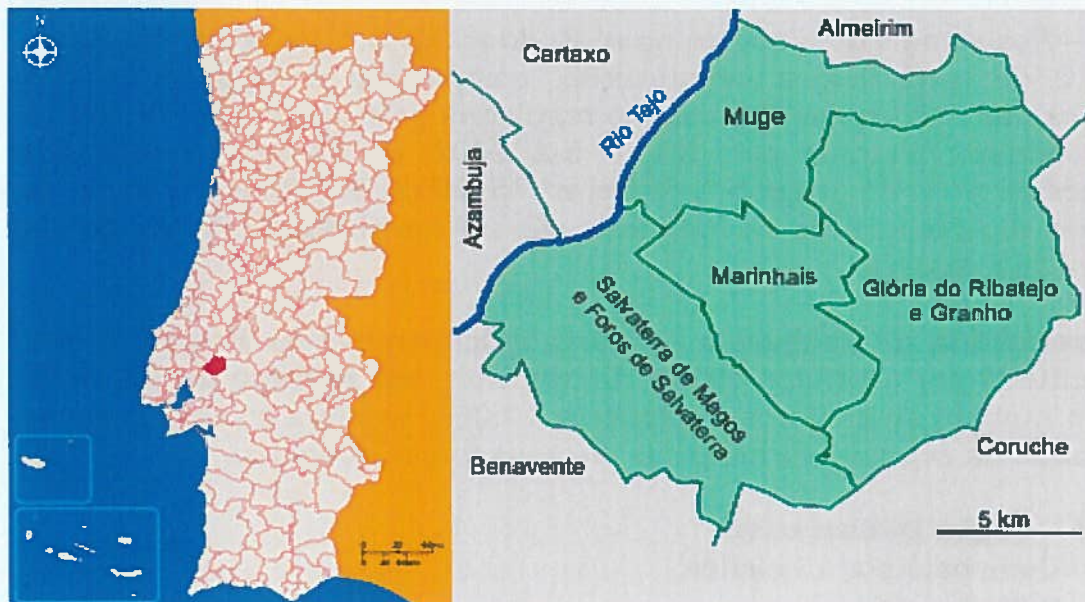 Cartaxo
Almeirim
Rio Tejo
Muge
Azambuja
Marinhais
Glória do Ribatejo
e Granho
Salvaterra de Magos
e Foros de Salvaterra
Benavente
Coruche
5 km